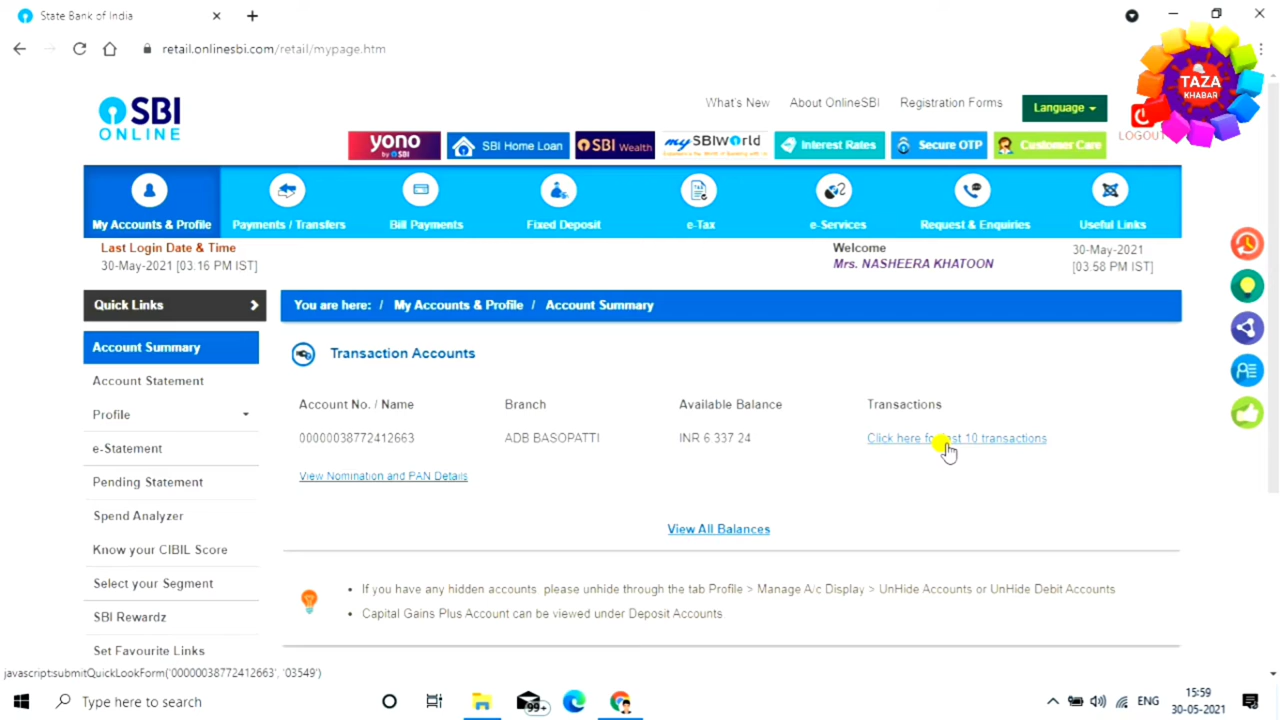 State Bank of India
retail.onlinesbi.com/retail/mypage.htm
TAZA
KHABAR
SBI
ONLINE
What's New About OnlineSBI Registration Forms Language
LOGOUT
yono
by SBI
SBI Home Loan
SBI Wealth
my SBIWorld
Interest Rates
Secure OTP
Customer Care
My Accounts & Profile Payments / Transfers Bill Payments Fixed Deposit e-Tax e-Services Request & Enquiries Useful Links
Last Login Date & Time
30-May-2021 [03.16 PM IST]
Welcome
Mrs. NASHEERA KHATOON
30-May-2021
[03:58 PM IST]
Quick Links
You are here: / My Accounts & Profile / Account Summary
Account Summary
Account Statement
Profile
e-Statement
Pending Statement
Spend Analyzer
Know your CIBIL Score
Select your Segment
SBI Rewardz
Set Favourite Links
Transaction Accounts
Account No. / Name Branch Available Balance Transactions
00000038772412663 ADB BASOPATTI INR 6 337 24 Click here for last 10 transactions
View Nomination and PAN Details
View All Balances
If you have any hidden accounts please unhide through the tab Profile > Manage A/c Display > UnHide Accounts or UnHide Debit Accounts
Capital Gains Plus Account can be viewed under Deposit Accounts
javascript:submitQuickLookForm('00000038772412663', '03549')
Type here to search
99+
ENG
15:59
30-05-2021